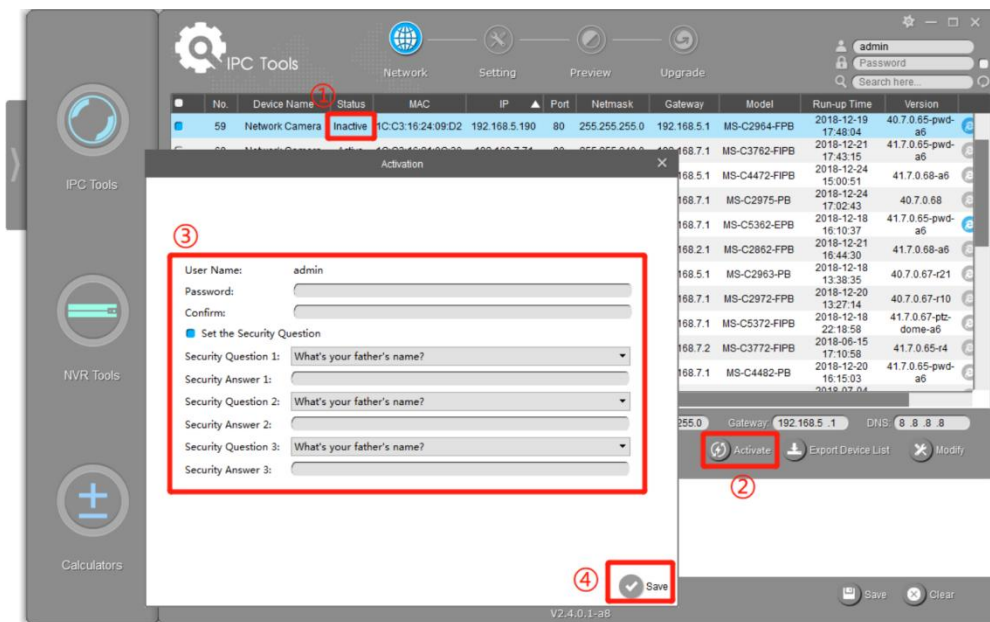 IPC Tools
Network
Setting
Preview
Upgrade
admin
Password
Search here...
①
No. Device Name Status MAC IP Port Netmask Gateway Model Run-up Time Version
59 Network Camera Inactive 1C:C3:16:24:09:D2 192.168.5.190 80 255.255.255.0 192.168.5.1 MS-C2964-FPB 2018-12-19 17:48:04 40.7.0.65-pwd-a6
168.7.1 MS-C3762-FIPB 2018-12-21 17:43:15 41.7.0.65-pwd-a6
168.5.1 MS-C4472-FIPB 2018-12-24 15:00:51 41.7.0.68-a6
168.7.1 MS-C2975-PB 2018-12-24 17:02:43 40.7.0.68
168.7.1 MS-C5362-EPB 2018-12-18 16:10:37 41.7.0.65-pwd-a6
168.2.1 MS-C2862-FPB 2018-12-21 16:44:30 41.7.0.68-a6
168.5.1 MS-C2963-PB 2018-12-18 13:38:35 40.7.0.67-r21
168.7.1 MS-C2972-FPB 2018-12-20 13:27:14 40.7.0.67-r10
168.7.1 MS-C5372-FIPB 2018-12-18 22:18:58 41.7.0.67-ptz-dome-a6
168.7.2 MS-C3772-FIPB 2018-06-15 17:10:58 41.7.0.65-r4
168.7.1 MS-C4482-PB 2018-12-20 16:15:03 41.7.0.65-pwd-a6
255.0 Gateway: 192.168.5 .1 DNS: 8 .8 .8 .8
Activate
Export Device List
Modify
②
Activation
③
User Name: admin
Password:
Confirm:
Set the Security Question
Security Question 1: What's your father's name?
Security Answer 1:
Security Question 2: What's your father's name?
Security Answer 2:
Security Question 3: What's your father's name?
Security Answer 3:
④
Save
IPC Tools
NVR Tools
Calculators
Save
Clear
V2.4.0.1-a8